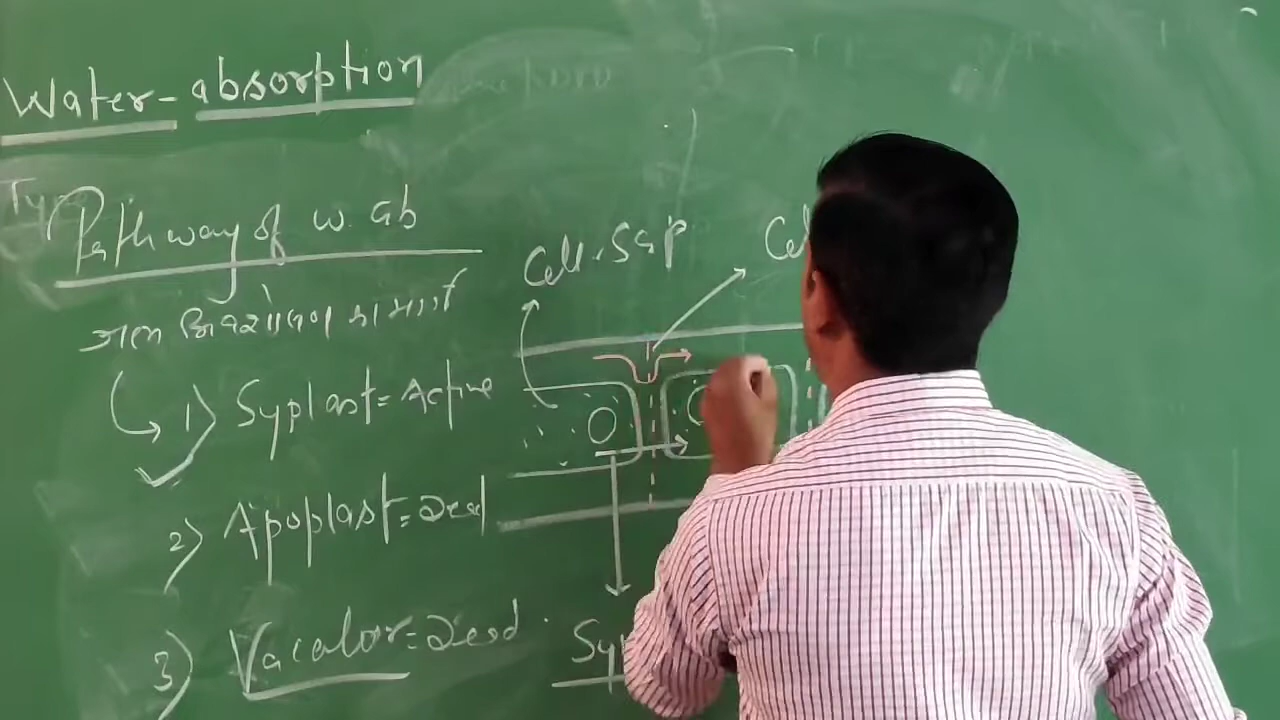 Water-absorption
Pathway of w. ab
1) Syplast = Active
2) Apoplast = Dead
3) Vacalor = Dead
Cell. Sap
Cel
Sy